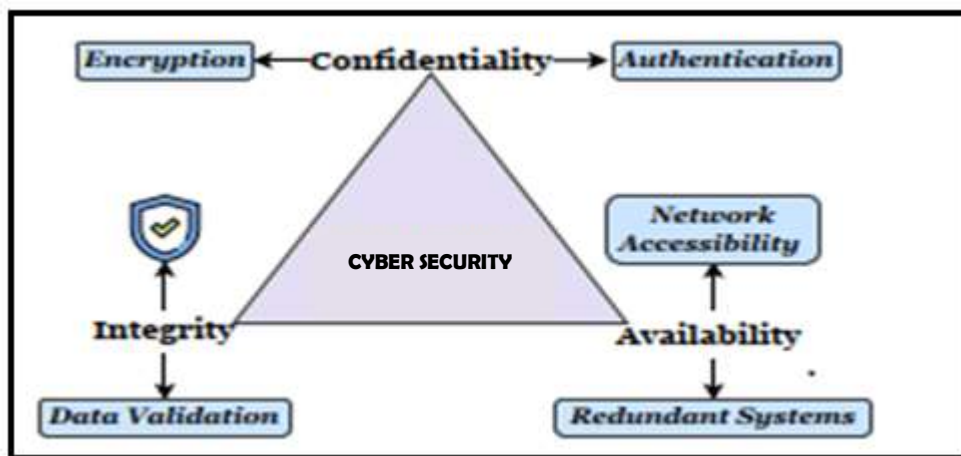 Encryption
Confidentiality
Authentication
Network
Accessibility
CYBER SECURITY
Integrity
Availability
Data Validation
Redundant Systems